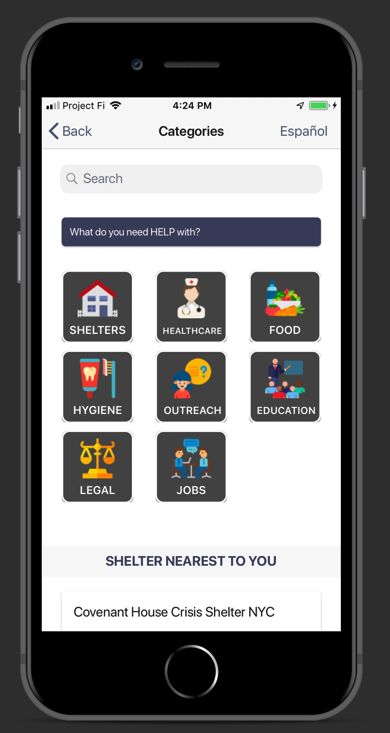 Project Fi 4:24 PM
Back Categories Español
Search
What do you need HELP with?
SHELTERS HEALTHCARE FOOD
?
HYGIENE OUTREACH EDUCATION
LEGAL JOBS
SHELTER NEAREST TO YOU
Covenant House Crisis Shelter NYC